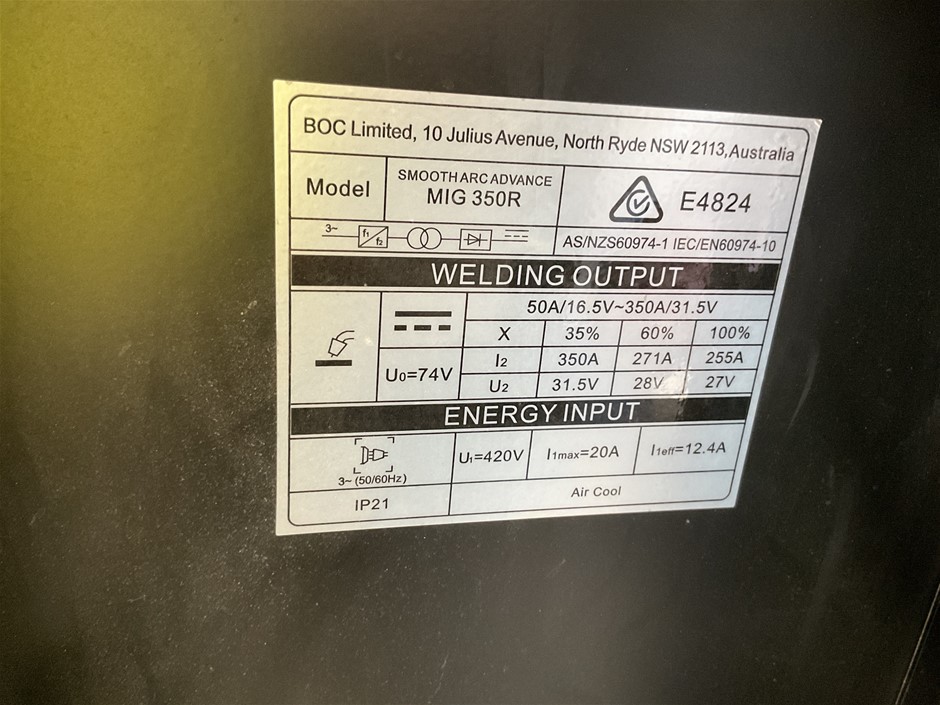 BOC Limited, 10 Julius Avenue, North Ryde NSW 2113, Australia
Model
SMOOTH ARC ADVANCE
MIG 350R
E4824
3~
f1
f2
AS/NZS60974-1 IEC/EN60974-10
WELDING OUTPUT
50A/16.5V~350A/31.5V
X 35% 60% 100%
U0=74V
I2 350A 271A 255A
U2 31.5V 28V 27V
ENERGY INPUT
3~ (50/60Hz)
U1=420V
I1max=20A
I1eff=12.4A
IP21
Air Cool